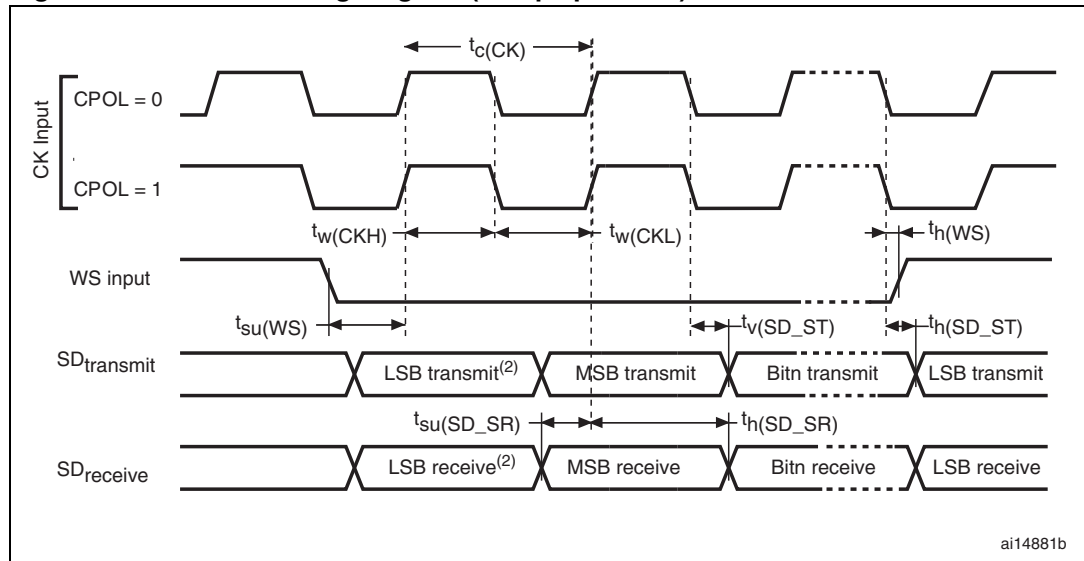 tc(CK)
CK Input
CPOL = 0
CPOL = 1
tw(CKH)
tw(CKL)
th(WS)
WS input
tsu(WS)
tv(SD_ST)
th(SD_ST)
SDtransmit
LSB transmit(2)
MSB transmit
Bitn transmit
LSB transmit
tsu(SD_SR)
th(SD_SR)
SDreceive
LSB receive(2)
MSB receive
Bitn receive
LSB receive
ai14881b